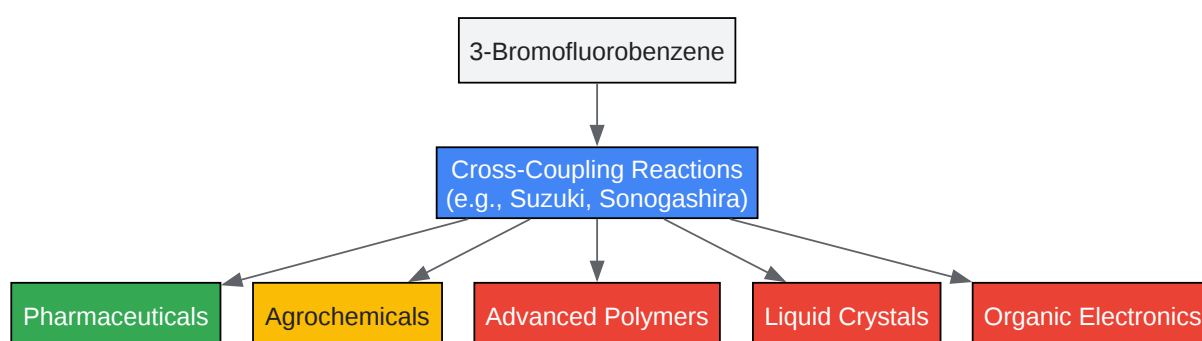 3-Bromofluorobenzene
Cross-Coupling Reactions
(e.g., Suzuki, Sonogashira)
Pharmaceuticals
Agrochemicals
Advanced Polymers
Liquid Crystals
Organic Electronics